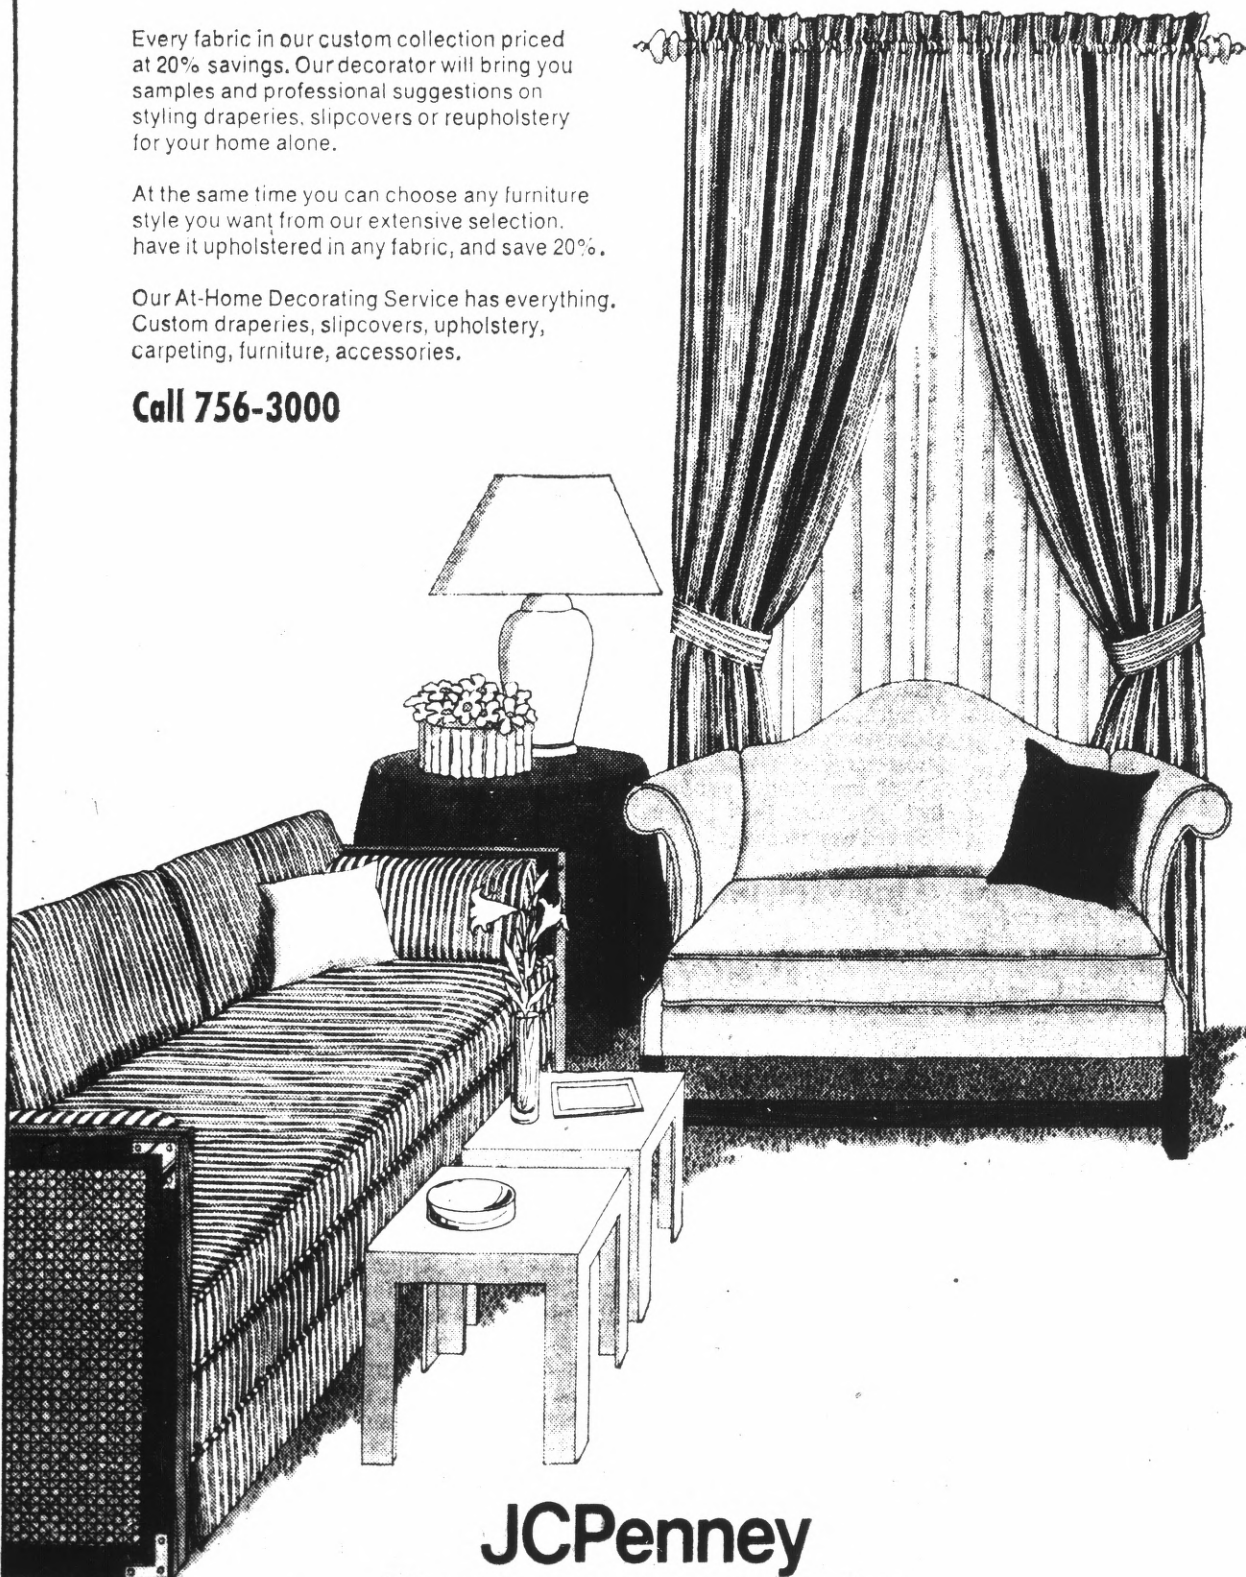 Every fabric in our custom collection priced
at 20% savings. Our decorator will bring you
samples and professional suggestions on
styling draperies, slipcovers or reupholstery
for your home alone.
At the same time you can choose any furniture
style you want from our extensive selection.
have it upholstered in any fabric, and save 20%.
Our At-Home Decorating Service has everything.
Custom draperies, slipcovers, upholstery,
carpeting, furniture, accessories.
Call 756-3000
JCPenney